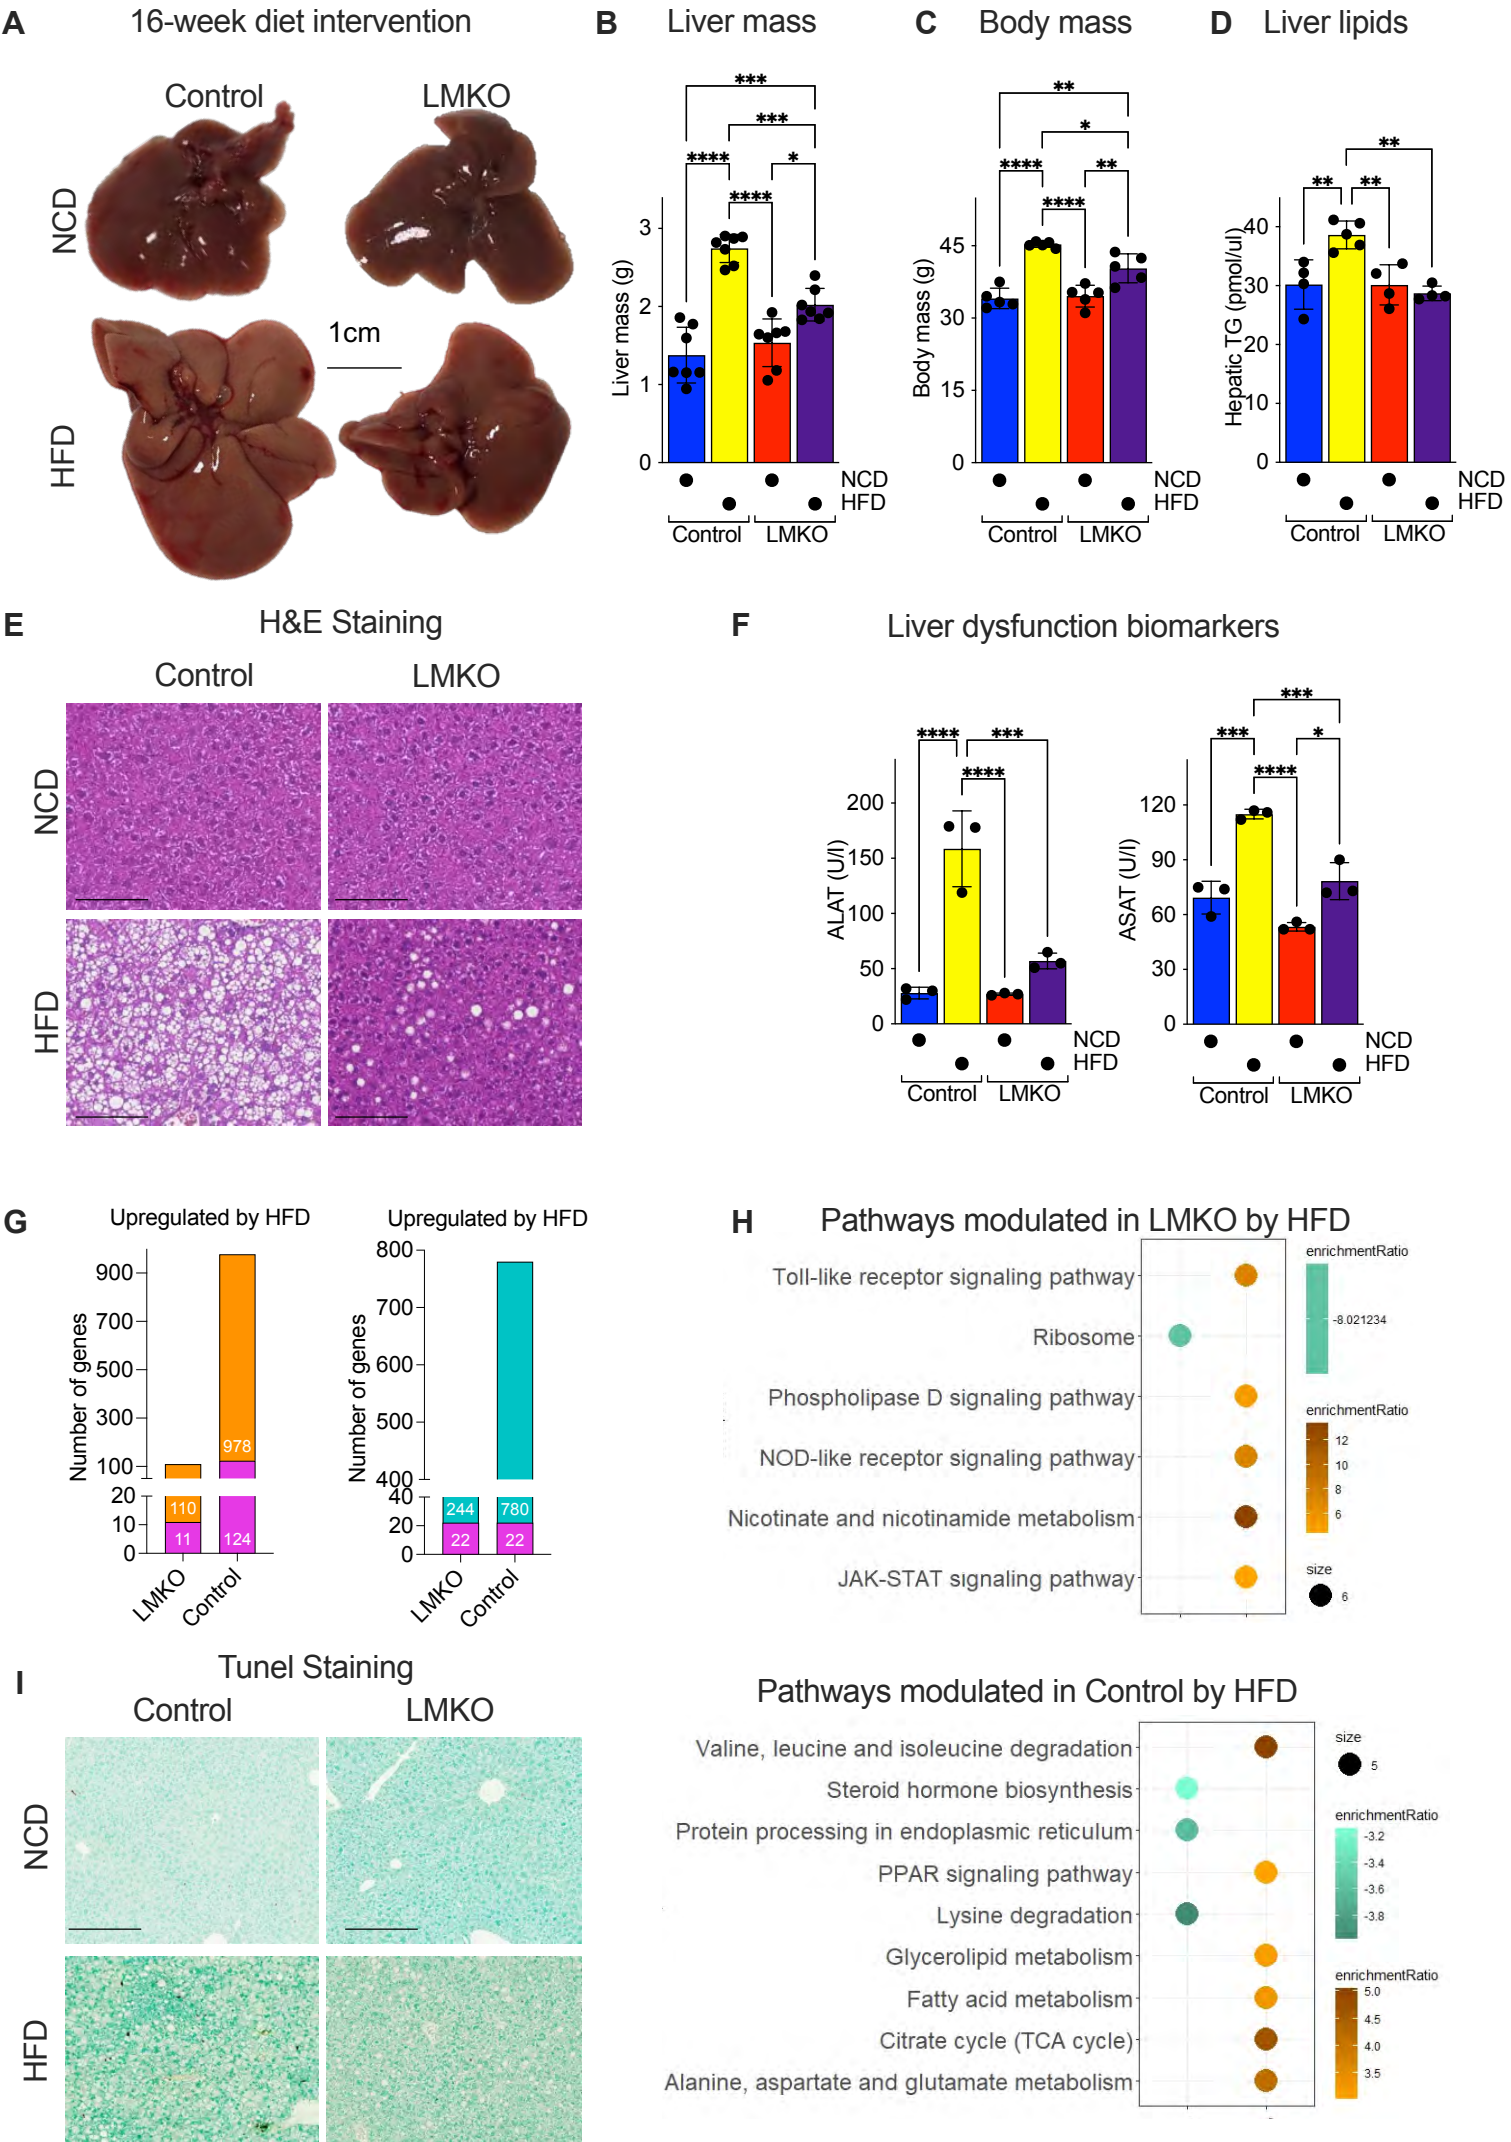 A 16-week diet intervention
Control LMKO
NCD
HFD
1cm
B Liver mass
*** *** **** * ****
Liver mass (g)
3
2
1
0
NCD
HFD
Control LMKO
C Body mass
** * **** ** ****
Body mass (g)
45
30
15
0
NCD
HFD
Control LMKO
D Liver lipids
** ** **
Hepatic TG (pmol/ul)
40
30
20
10
0
NCD
HFD
Control LMKO
E H&E Staining
Control LMKO
NCD
HFD
F Liver dysfunction biomarkers
**** *** ****
ALAT (U/I)
200
150
100
50
0
Control LMKO
*** *** * ****
ASAT (U/I)
120
90
60
30
0
NCD
HFD
Control LMKO
G
Upregulated by HFD
Number of genes
900
700
500
300
100
20
10
0
978
110
11 124
LMKO Control
Upregulated by HFD
Number of genes
800
700
600
500
400
40
20
0
244 780
22 22
LMKO Control
H Pathways modulated in LMKO by HFD
Toll-like receptor signaling pathway
Ribosome
Phospholipase D signaling pathway
NOD-like receptor signaling pathway
Nicotinate and nicotinamide metabolism
JAK-STAT signaling pathway
enrichmentRatio
-8.021234
enrichmentRatio
12
10
8
6
size
6
I Tunel Staining
Control LMKO
NCD
HFD
Pathways modulated in Control by HFD
Valine, leucine and isoleucine degradation
Steroid hormone biosynthesis
Protein processing in endoplasmic reticulum
PPAR signaling pathway
Lysine degradation
Glycerolipid metabolism
Fatty acid metabolism
Citrate cycle (TCA cycle)
Alanine, aspartate and glutamate metabolism
size
5
enrichmentRatio
-3.2
-3.4
-3.6
-3.8
enrichmentRatio
5.0
4.5
4.0
3.5